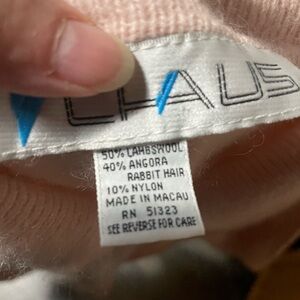 CHAUS
50% LAMBSWOOL
40% ANGORA
RABBIT HAIR
10% NYLON
MADE IN MACAU
RN 51323
SEE REVERSE FOR CARE